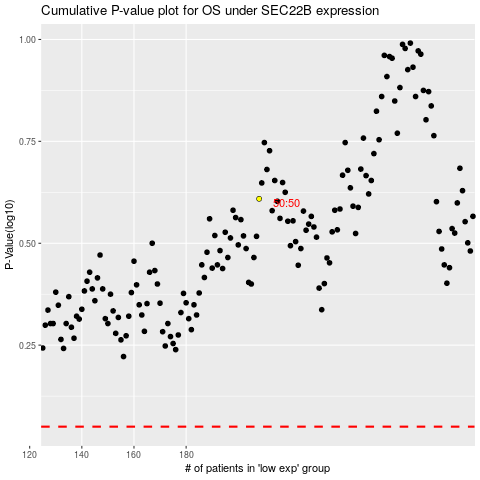 Cumulative P-value plot for OS under SEC22B expression
1.00
0.75
0.50
0.25
P-Value(log10)
50:50
120 140 160 180
# of patients in 'low exp' group